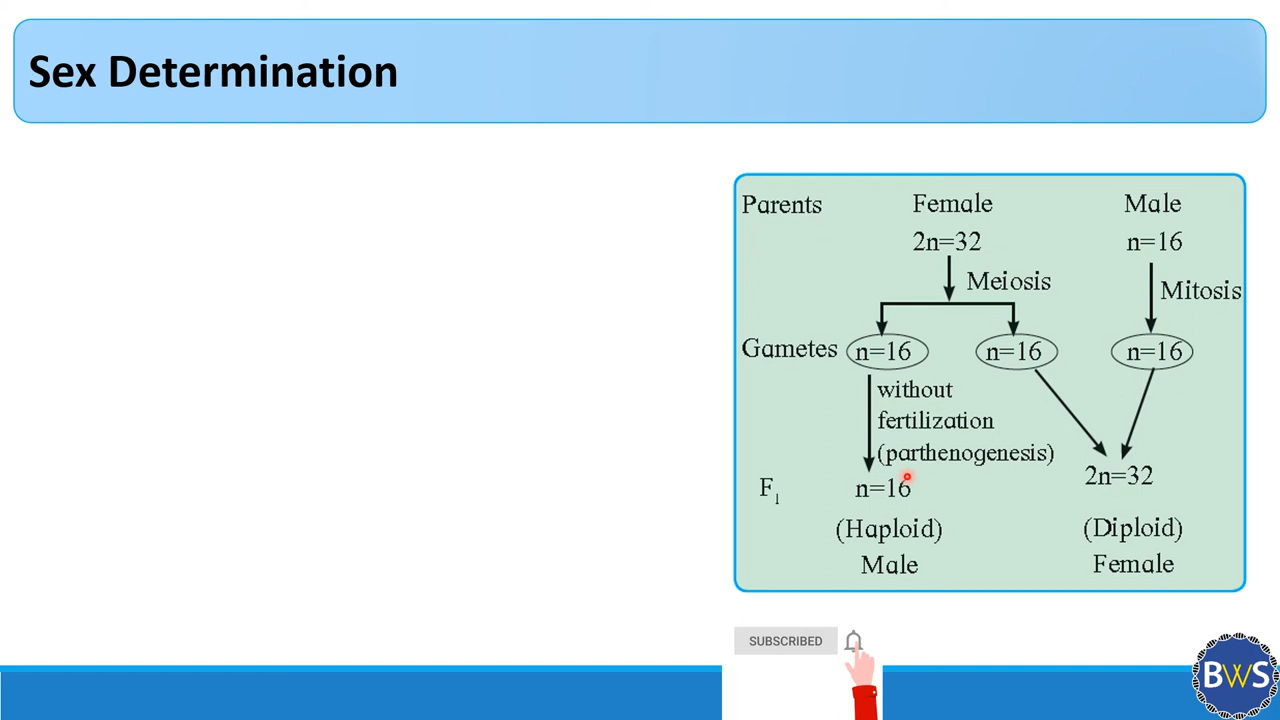 Sex Determination
Parents Female Male
2n=32 n=16
Meiosis Mitosis
Gametes n=16 n=16 n=16
without
fertilization
(parthenogenesis)
F1 n=16 2n=32
(Haploid) (Diploid)
Male Female
SUBSCRIBED
BWS